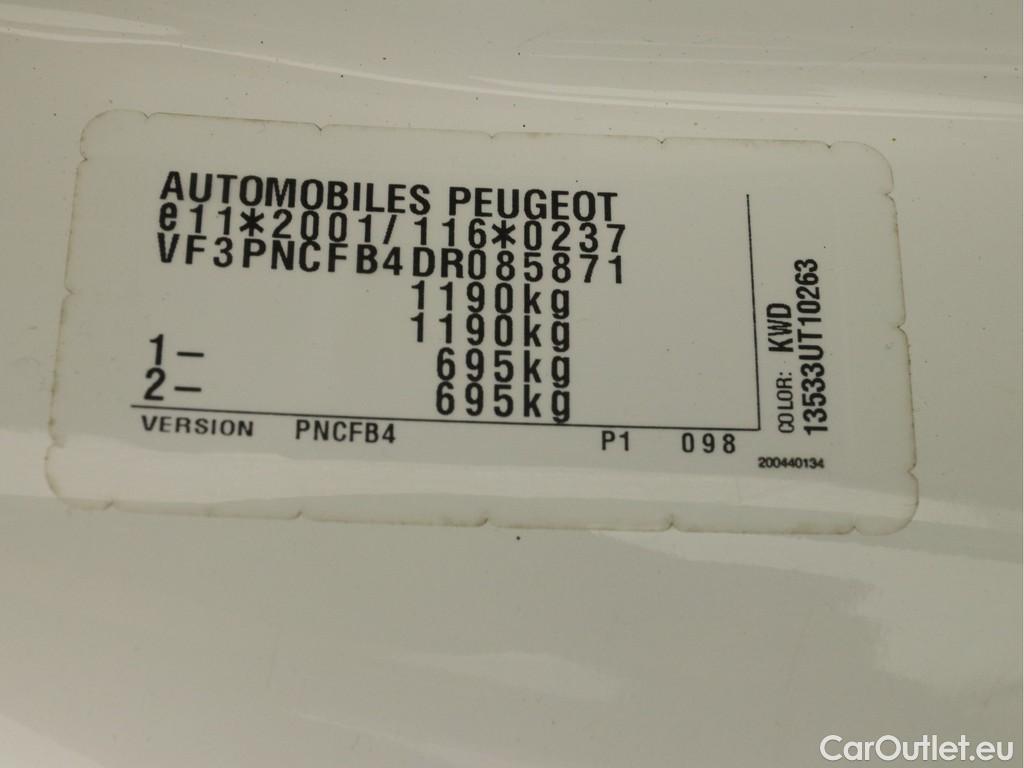 AUTOMOBILES PEUGEOT
e11*2001/116*0237
VF3PNCFB4DR085871
1190kg
1190kg
1- 695kg
2- 695kg
VERSION PNCFB4 P1 098
COLOR: KWD
13533UT10263
200440134
CarOutlet.eu